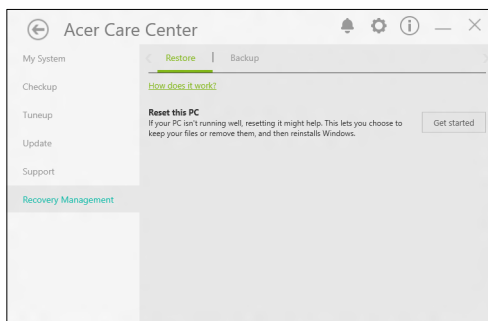 Acer Care Center
My System
Restore | Backup
Checkup
How does it work?
Tuneup
Reset this PC
If your PC isn't running well, resetting it might help. This lets you choose to
keep your files or remove them, and then reinstalls Windows.
Get started
Update
Support
Recovery Management